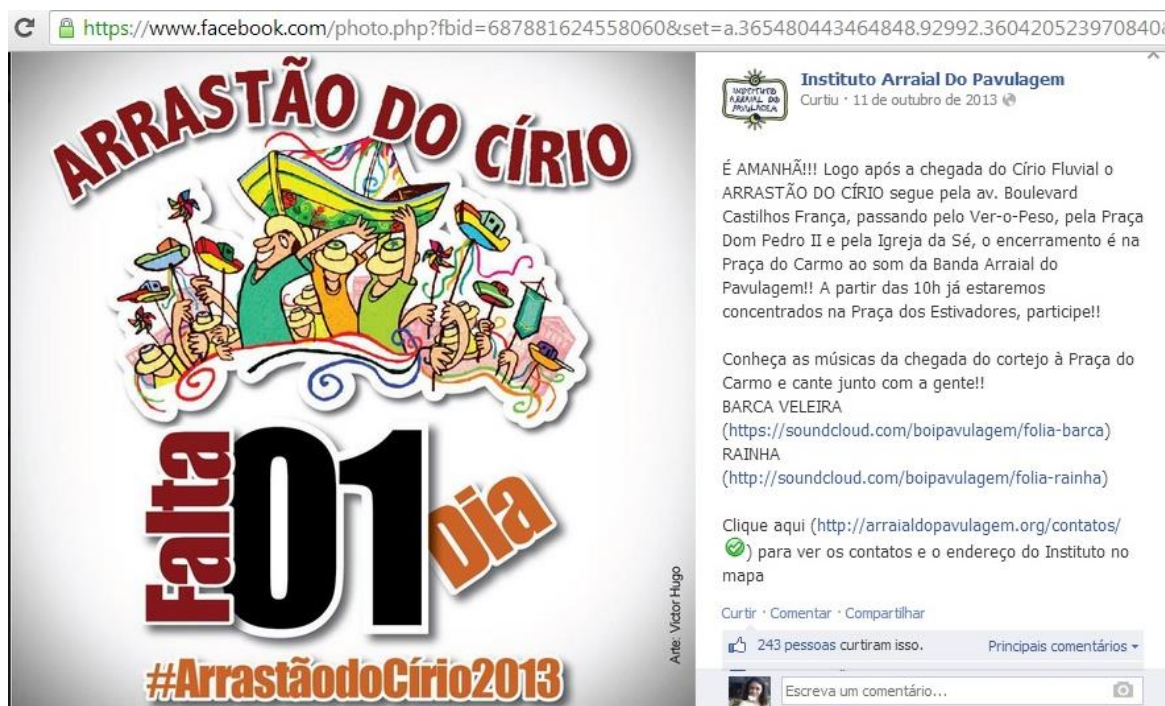 https://www.facebook.com/photo.php?fbid=687881624558060&set=a.365480443464848.92992.360420523970840
ARRASTÃO DO CÍRIO
Falta
01
Dia
#ArrastãodoCírio2013
Arte: Victor Hugo
INSTITUTO
ARRAIAL DO
PAVULAGEM
Instituto Arraial Do Pavulagem
Curtiu · 11 de outubro de 2013
É AMANHÃ!!! Logo após a chegada do Círio Fluvial o
ARRASTÃO DO CÍRIO segue pela av. Boulevard
Castilhos França, passando pelo Ver-o-Peso, pela Praça
Dom Pedro II e pela Igreja da Sé, o encerramento é na
Praça do Carmo ao som da Banda Arraial do
Pavulagem!! A partir das 10h já estaremos
concentrados na Praça dos Estivadores, participe!!
Conheça as músicas da chegada do cortejo à Praça do
Carmo e cante junto com a gente!!
BARCA VELEIRA
(https://soundcloud.com/boipavulagem/folia-barca)
RAINHA
(http://soundcloud.com/boipavulagem/folia-rainha)
Clique aqui (http://arraialdopavulagem.org/contatos/
) para ver os contatos e o endereço do Instituto no
mapa
Curtir · Comentar · Compartilhar
243 pessoas curtiram isso.
Principais comentários
Escreva um comentário...